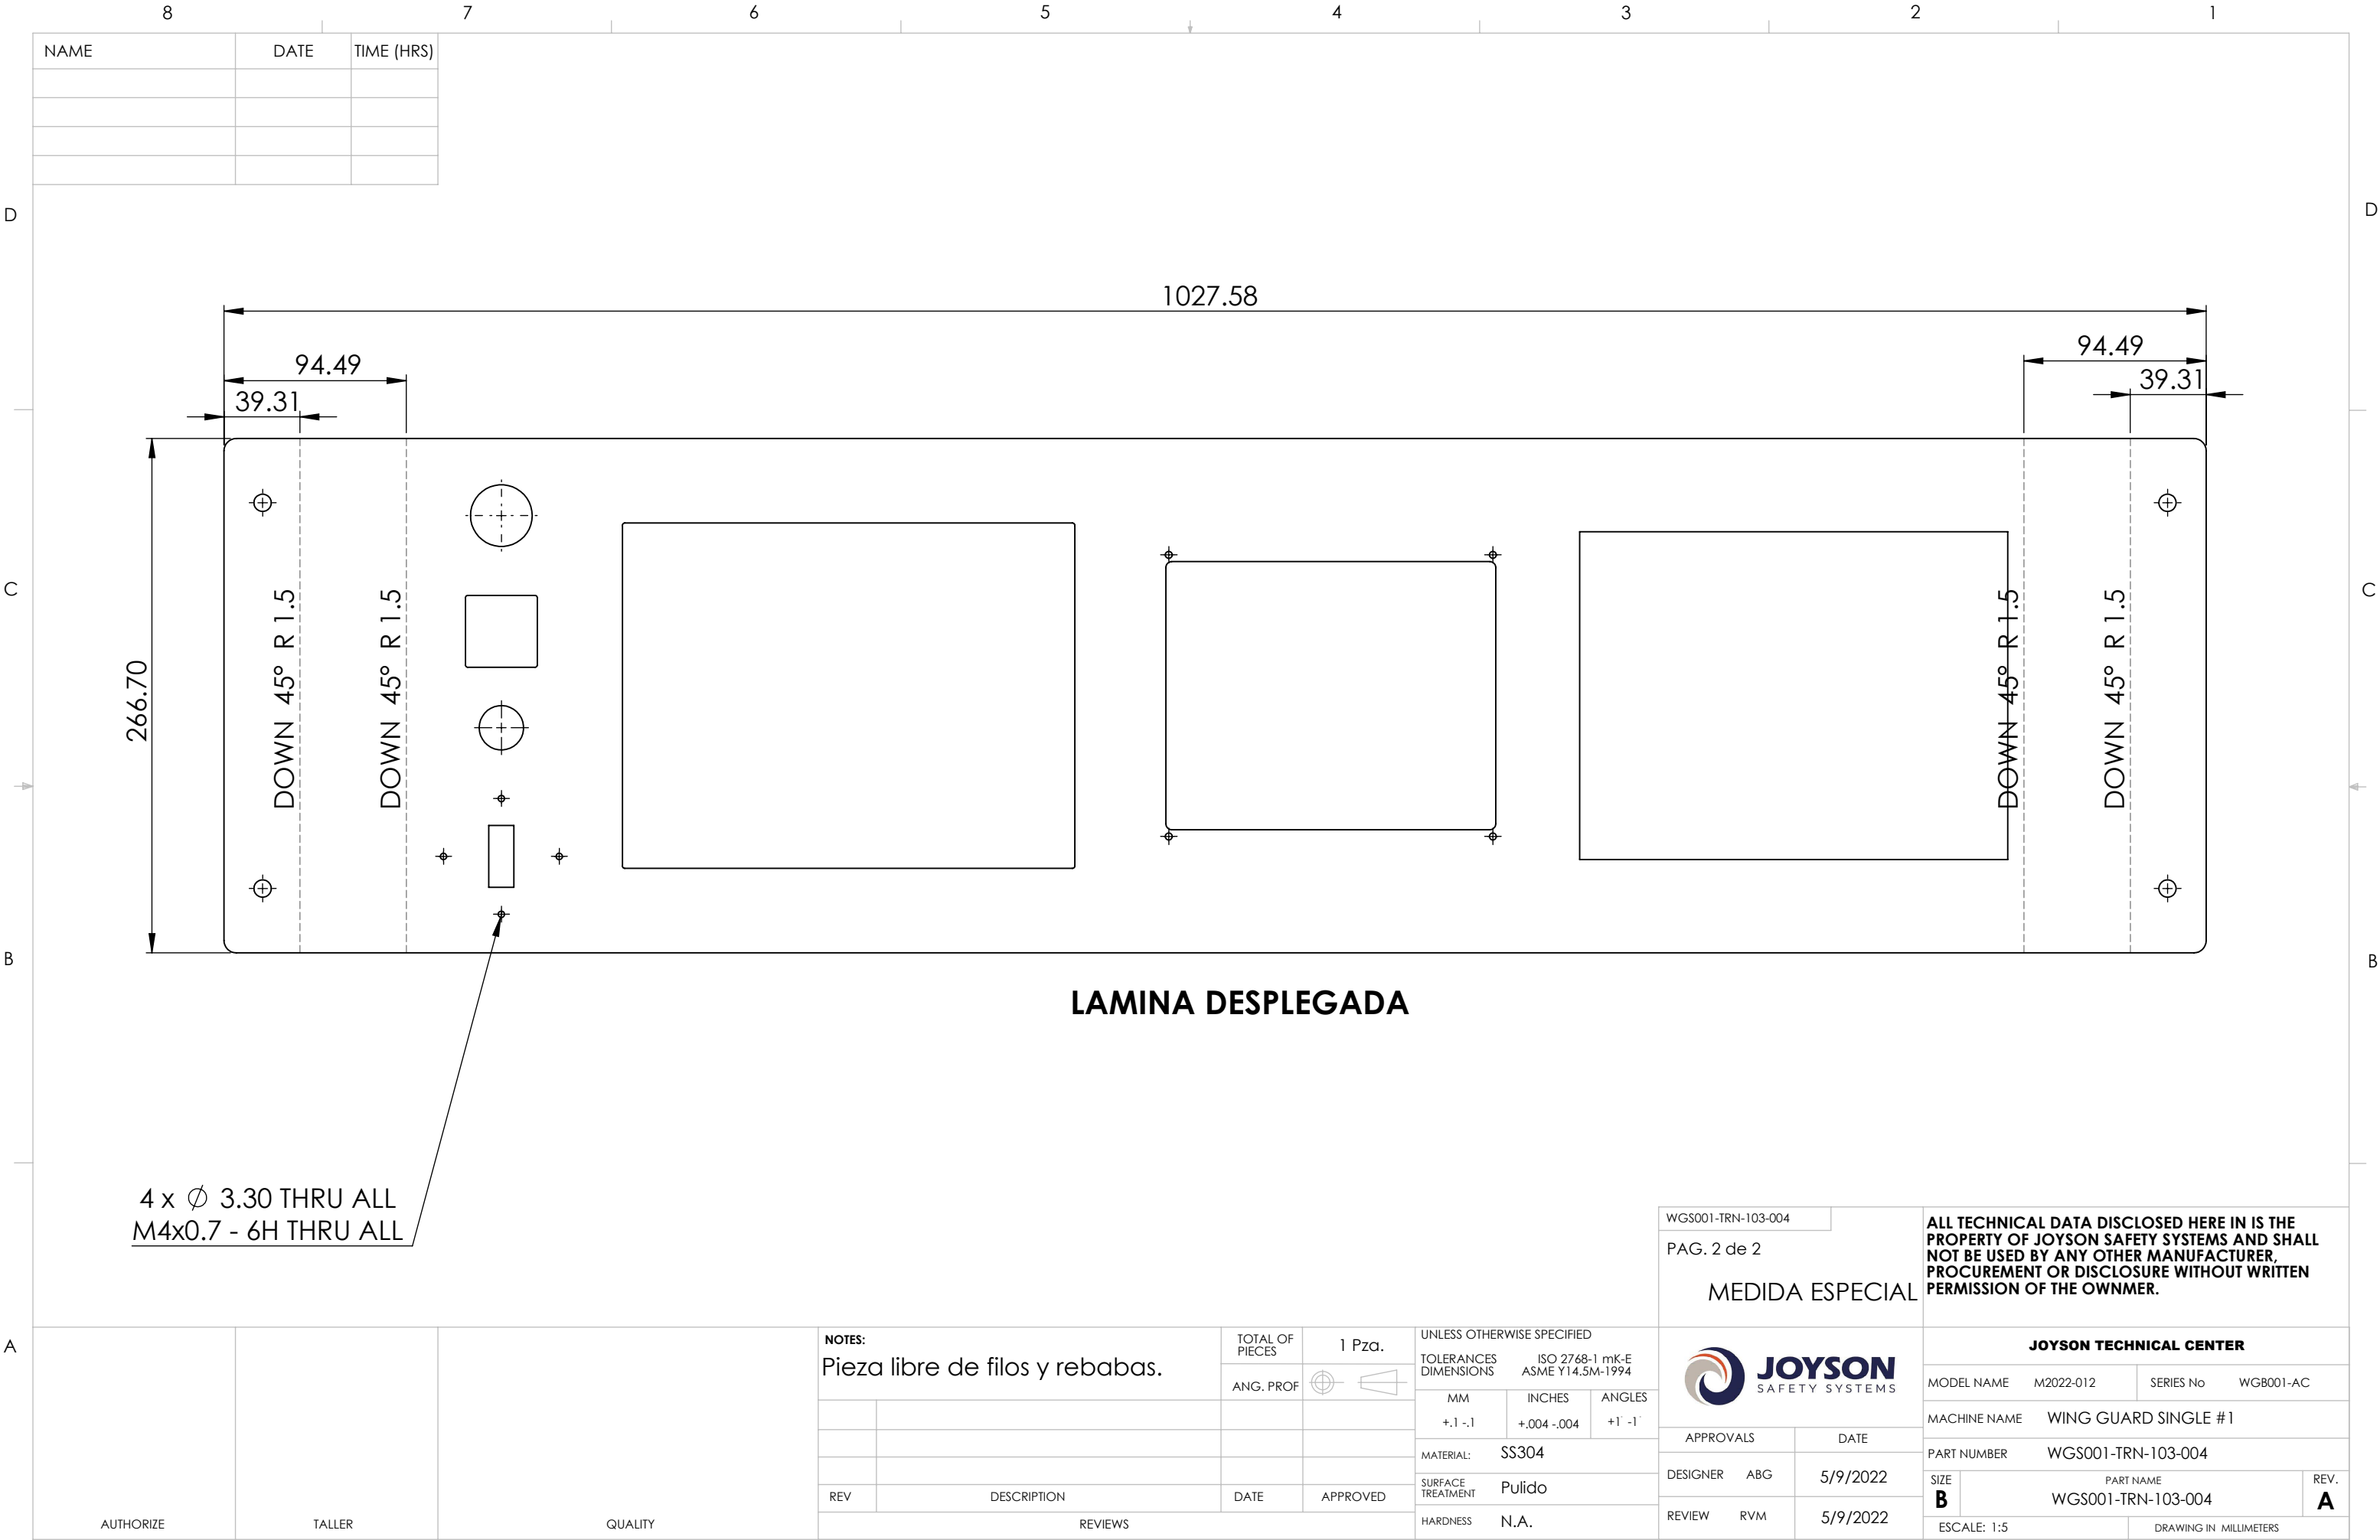 8 7 6 5 4 3 2 1
NAME DATE TIME (HRS)
D D
1027.58
94.49 94.49
39.31 39.31
C C
266.70
DOWN 45° R 1.5
DOWN 45° R 1.5
DOWN 45° R 1.5
DOWN 45° R 1.5
B B
LAMINA DESPLEGADA
4 x ∅ 3.30 THRU ALL
M4x0.7 - 6H THRU ALL
WGS001-TRN-103-004
PAG. 2 de 2
MEDIDA ESPECIAL
ALL TECHNICAL DATA DISCLOSED HERE IN IS THE
PROPERTY OF JOYSON SAFETY SYSTEMS AND SHALL
NOT BE USED BY ANY OTHER MANUFACTURER,
PROCUREMENT OR DISCLOSURE WITHOUT WRITTEN
PERMISSION OF THE OWNMER.
A
AUTHORIZE TALLER QUALITY
NOTES:
Pieza libre de filos y rebabas.
TOTAL OF
PIECES
1 Pza.
ANG. PROF
REV DESCRIPTION DATE APPROVED
REVIEWS
UNLESS OTHERWISE SPECIFIED
TOLERANCES ISO 2768-1 mK-E
DIMENSIONS ASME Y14.5M-1994
MM INCHES ANGLES
+.1 -.1 +.004 -.004 +1° -1°
MATERIAL: SS304
SURFACE
TREATMENT
Pulido
HARDNESS N.A.
JOYSON
SAFETY SYSTEMS
APPROVALS DATE
DESIGNER ABG 5/9/2022
REVIEW RVM 5/9/2022
JOYSON TECHNICAL CENTER
MODEL NAME M2022-012 SERIES No WGB001-AC
MACHINE NAME WING GUARD SINGLE #1
PART NUMBER WGS001-TRN-103-004
SIZE PART NAME REV.
B WGS001-TRN-103-004 A
ESCALE: 1:5 DRAWING IN MILLIMETERS